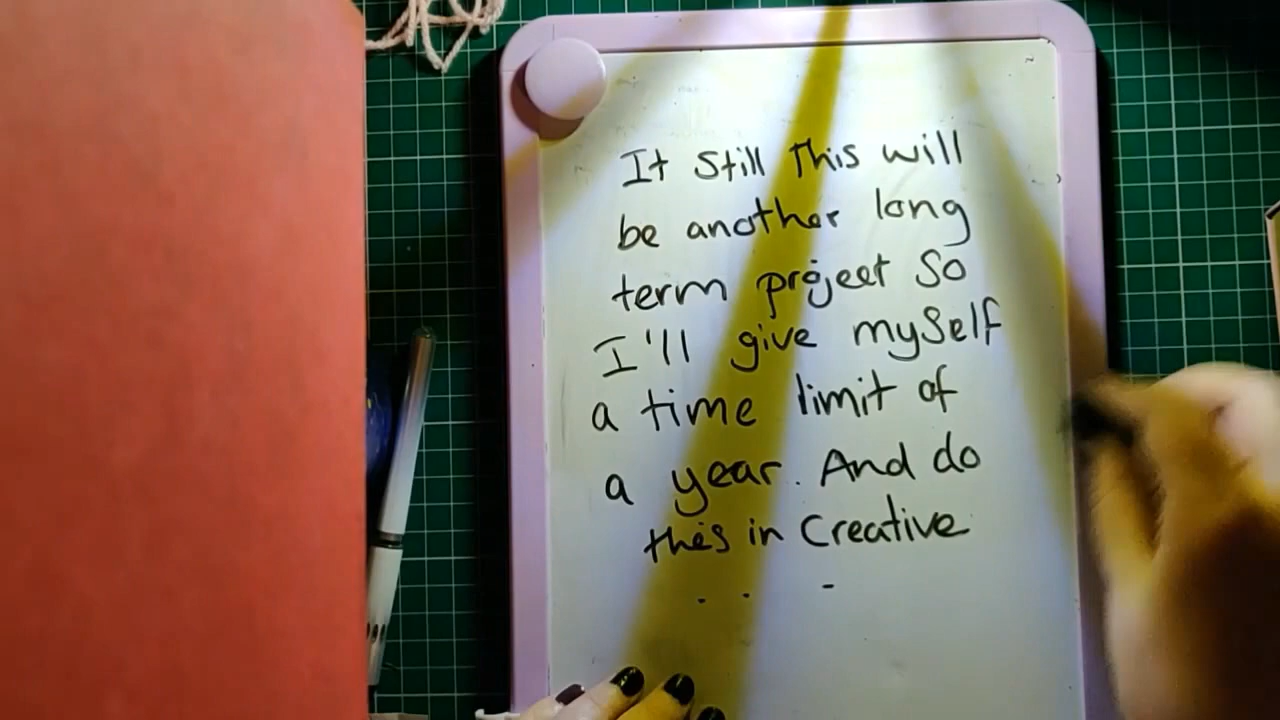 It Still This will
be another long
term project So
I'll give mySelf
a time limit of
a year. And do
this in Creative